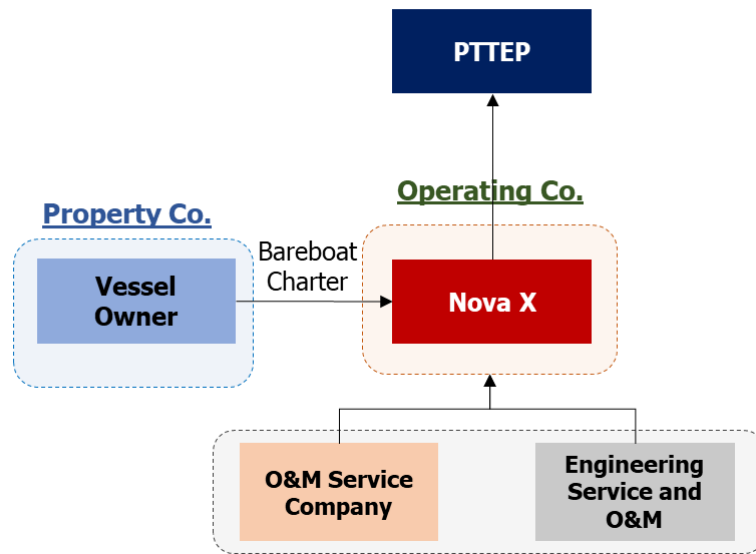 PTTEP
Operating Co.
Property Co.
Bareboat
Charter
Vessel
Owner
Nova X
O&M Service
Company
Engineering
Service and
O&M